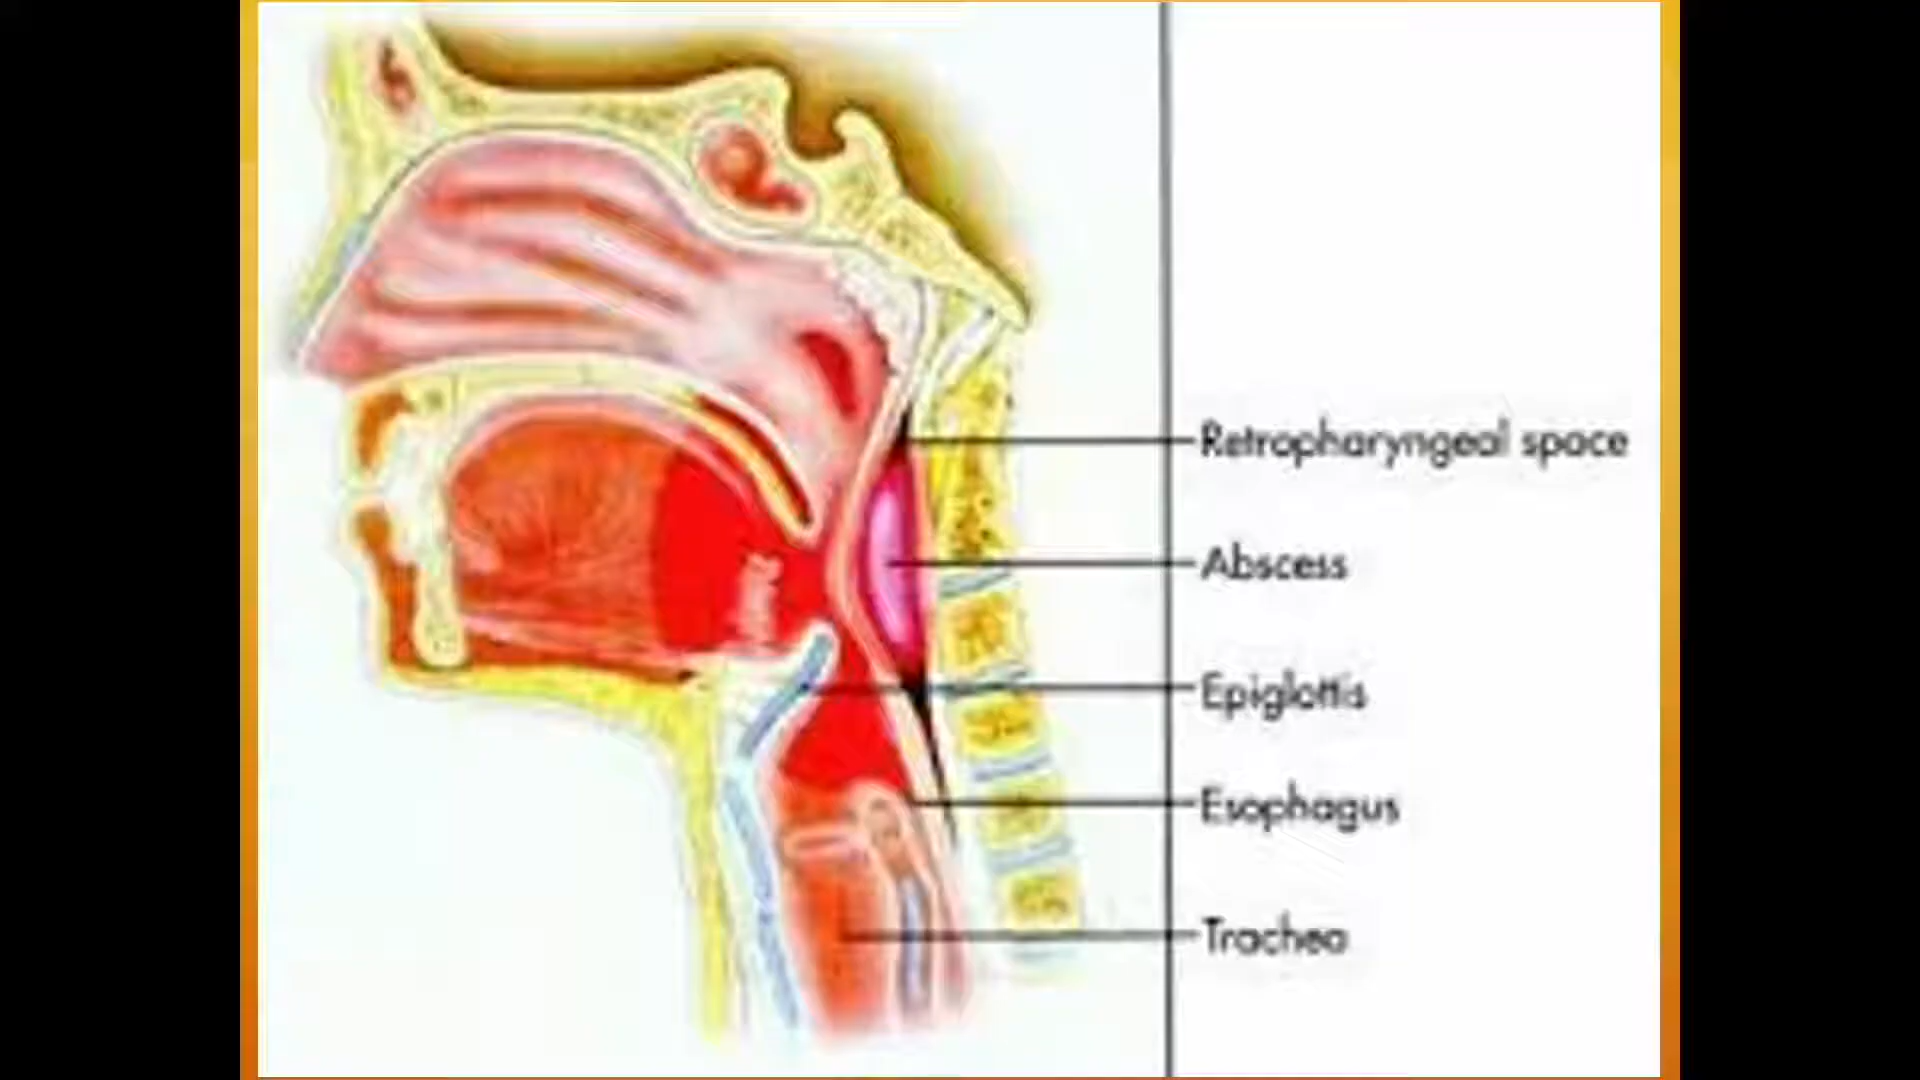 Retropharyngeal space
Abscess
Epiglottis
Esophagus
Trachea